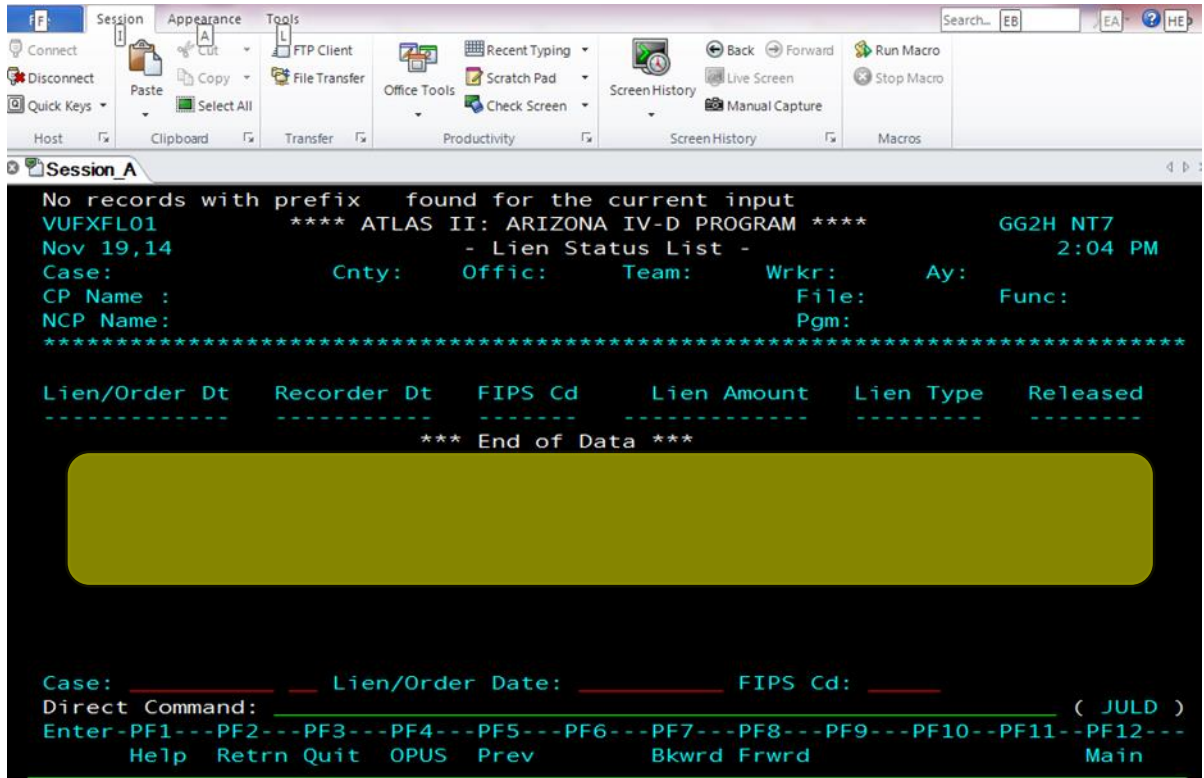 F Session Appearance Tools Search... EB EA HE
I A L
Connect Cut FTP Client Recent Typing Back Forward Run Macro
Disconnect Paste Copy File Transfer Office Tools Scratch Pad Screen History Live Screen Stop Macro
Quick Keys Select All Check Screen Manual Capture
Host Clipboard Transfer Productivity Screen History Macros
Session_A
No records with prefix found for the current input
VUFXFL01 **** ATLAS II: ARIZONA IV-D PROGRAM **** GG2H NT7
Nov 19,14 - Lien Status List - 2:04 PM
Case: Cnty: Offic: Team: Wrkr: Ay:
CP Name : File: Func:
NCP Name: Pgm:
*******************************************************************************
Lien/Order Dt Recorder Dt FIPS Cd Lien Amount Lien Type Released
------------- ----------- ------- ------------- --------- --------
*** End of Data ***
Case: __________ __ Lien/Order Date: __________ FIPS Cd: _____
Direct Command: ______________________________________________________ ( JULD )
Enter-PF1---PF2---PF3---PF4---PF5---PF6---PF7---PF8---PF9---PF10--PF11--PF12---
Help Retrn Quit OPUS Prev Bkwrd Frwrd Main